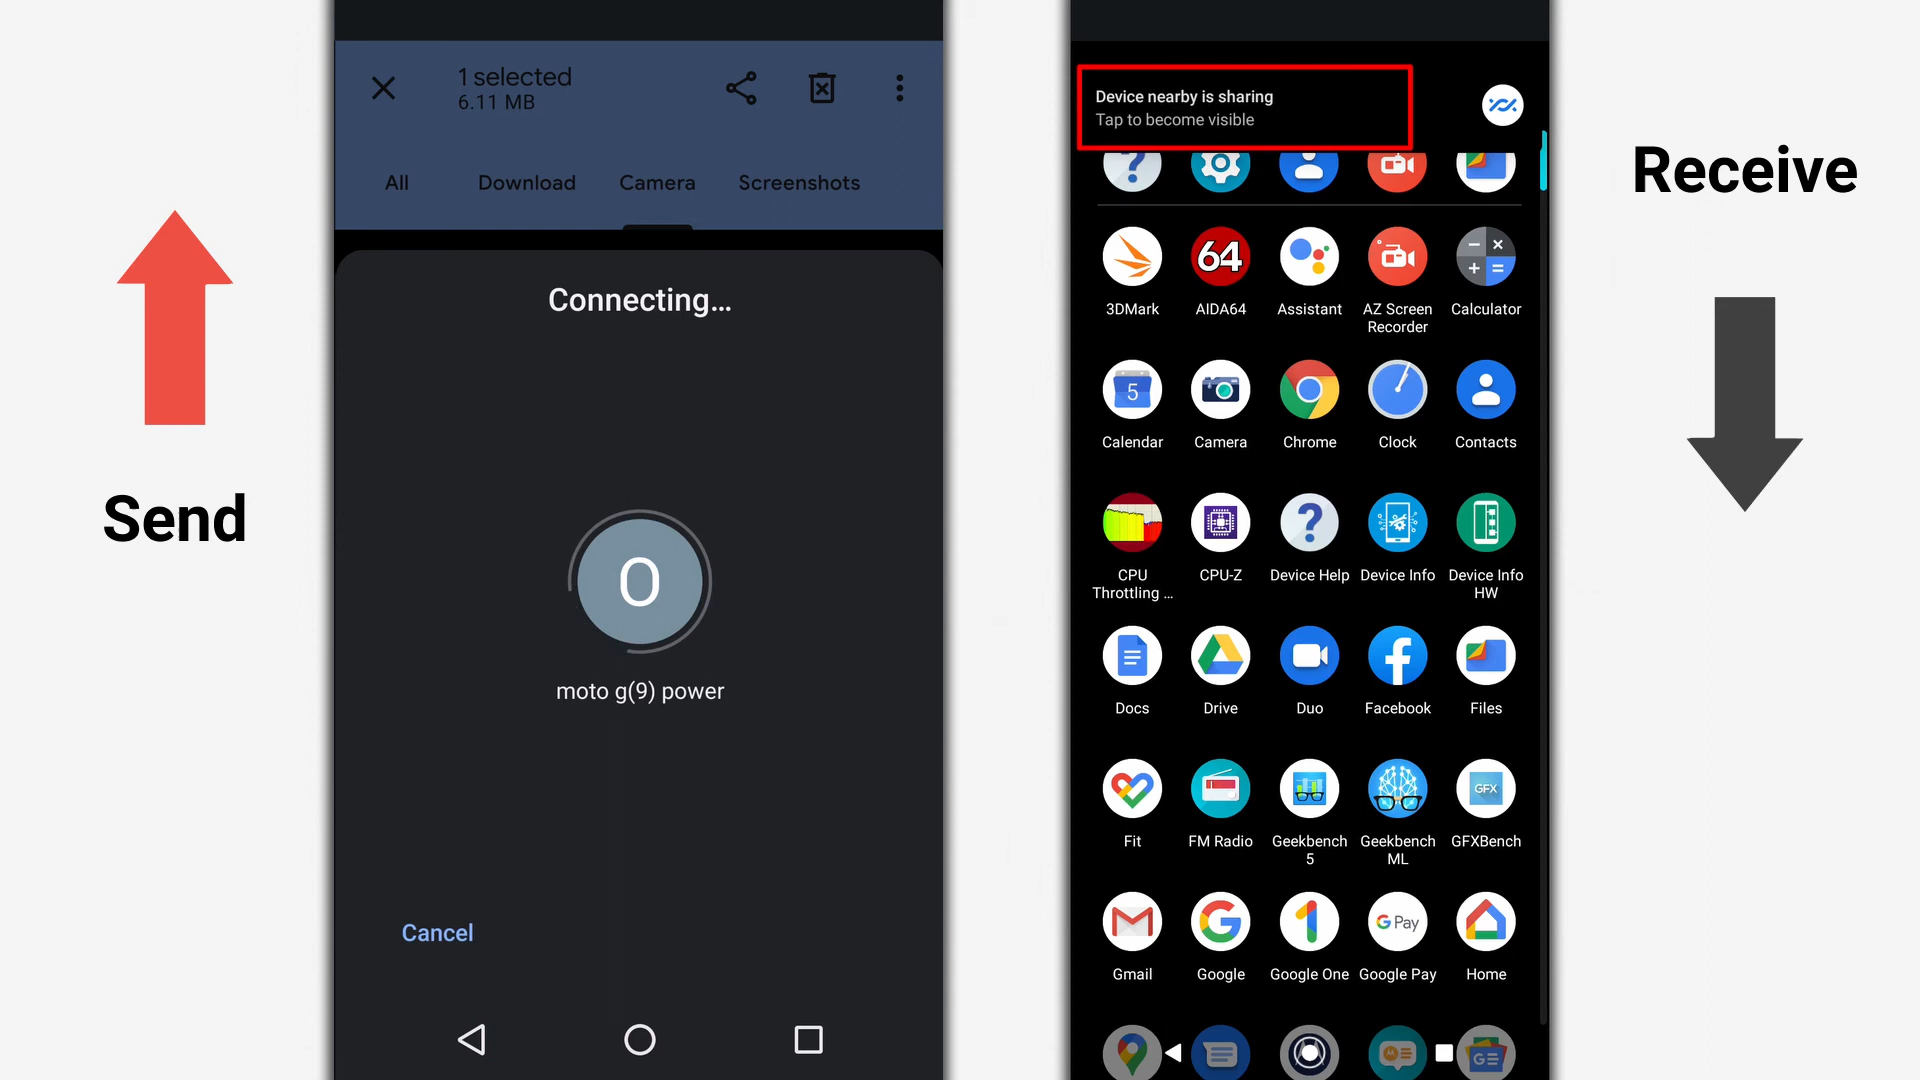 Send
1 selected
6.11 MB
All Download Camera Screenshots
Connecting...
O
moto g(9) power
Cancel
Device nearby is sharing
Tap to become visible
64
3DMark AIDA64 Assistant AZ Screen Recorder Calculator
5
Calendar Camera Chrome Clock Contacts
CPU Throttling ... CPU-Z Device Help Device Info Device Info HW
Docs Drive Duo Facebook Files
GFX
Fit FM Radio Geekbench 5 Geekbench ML GFXBench
G Pay
Gmail Google Google One Google Pay Home
Receive